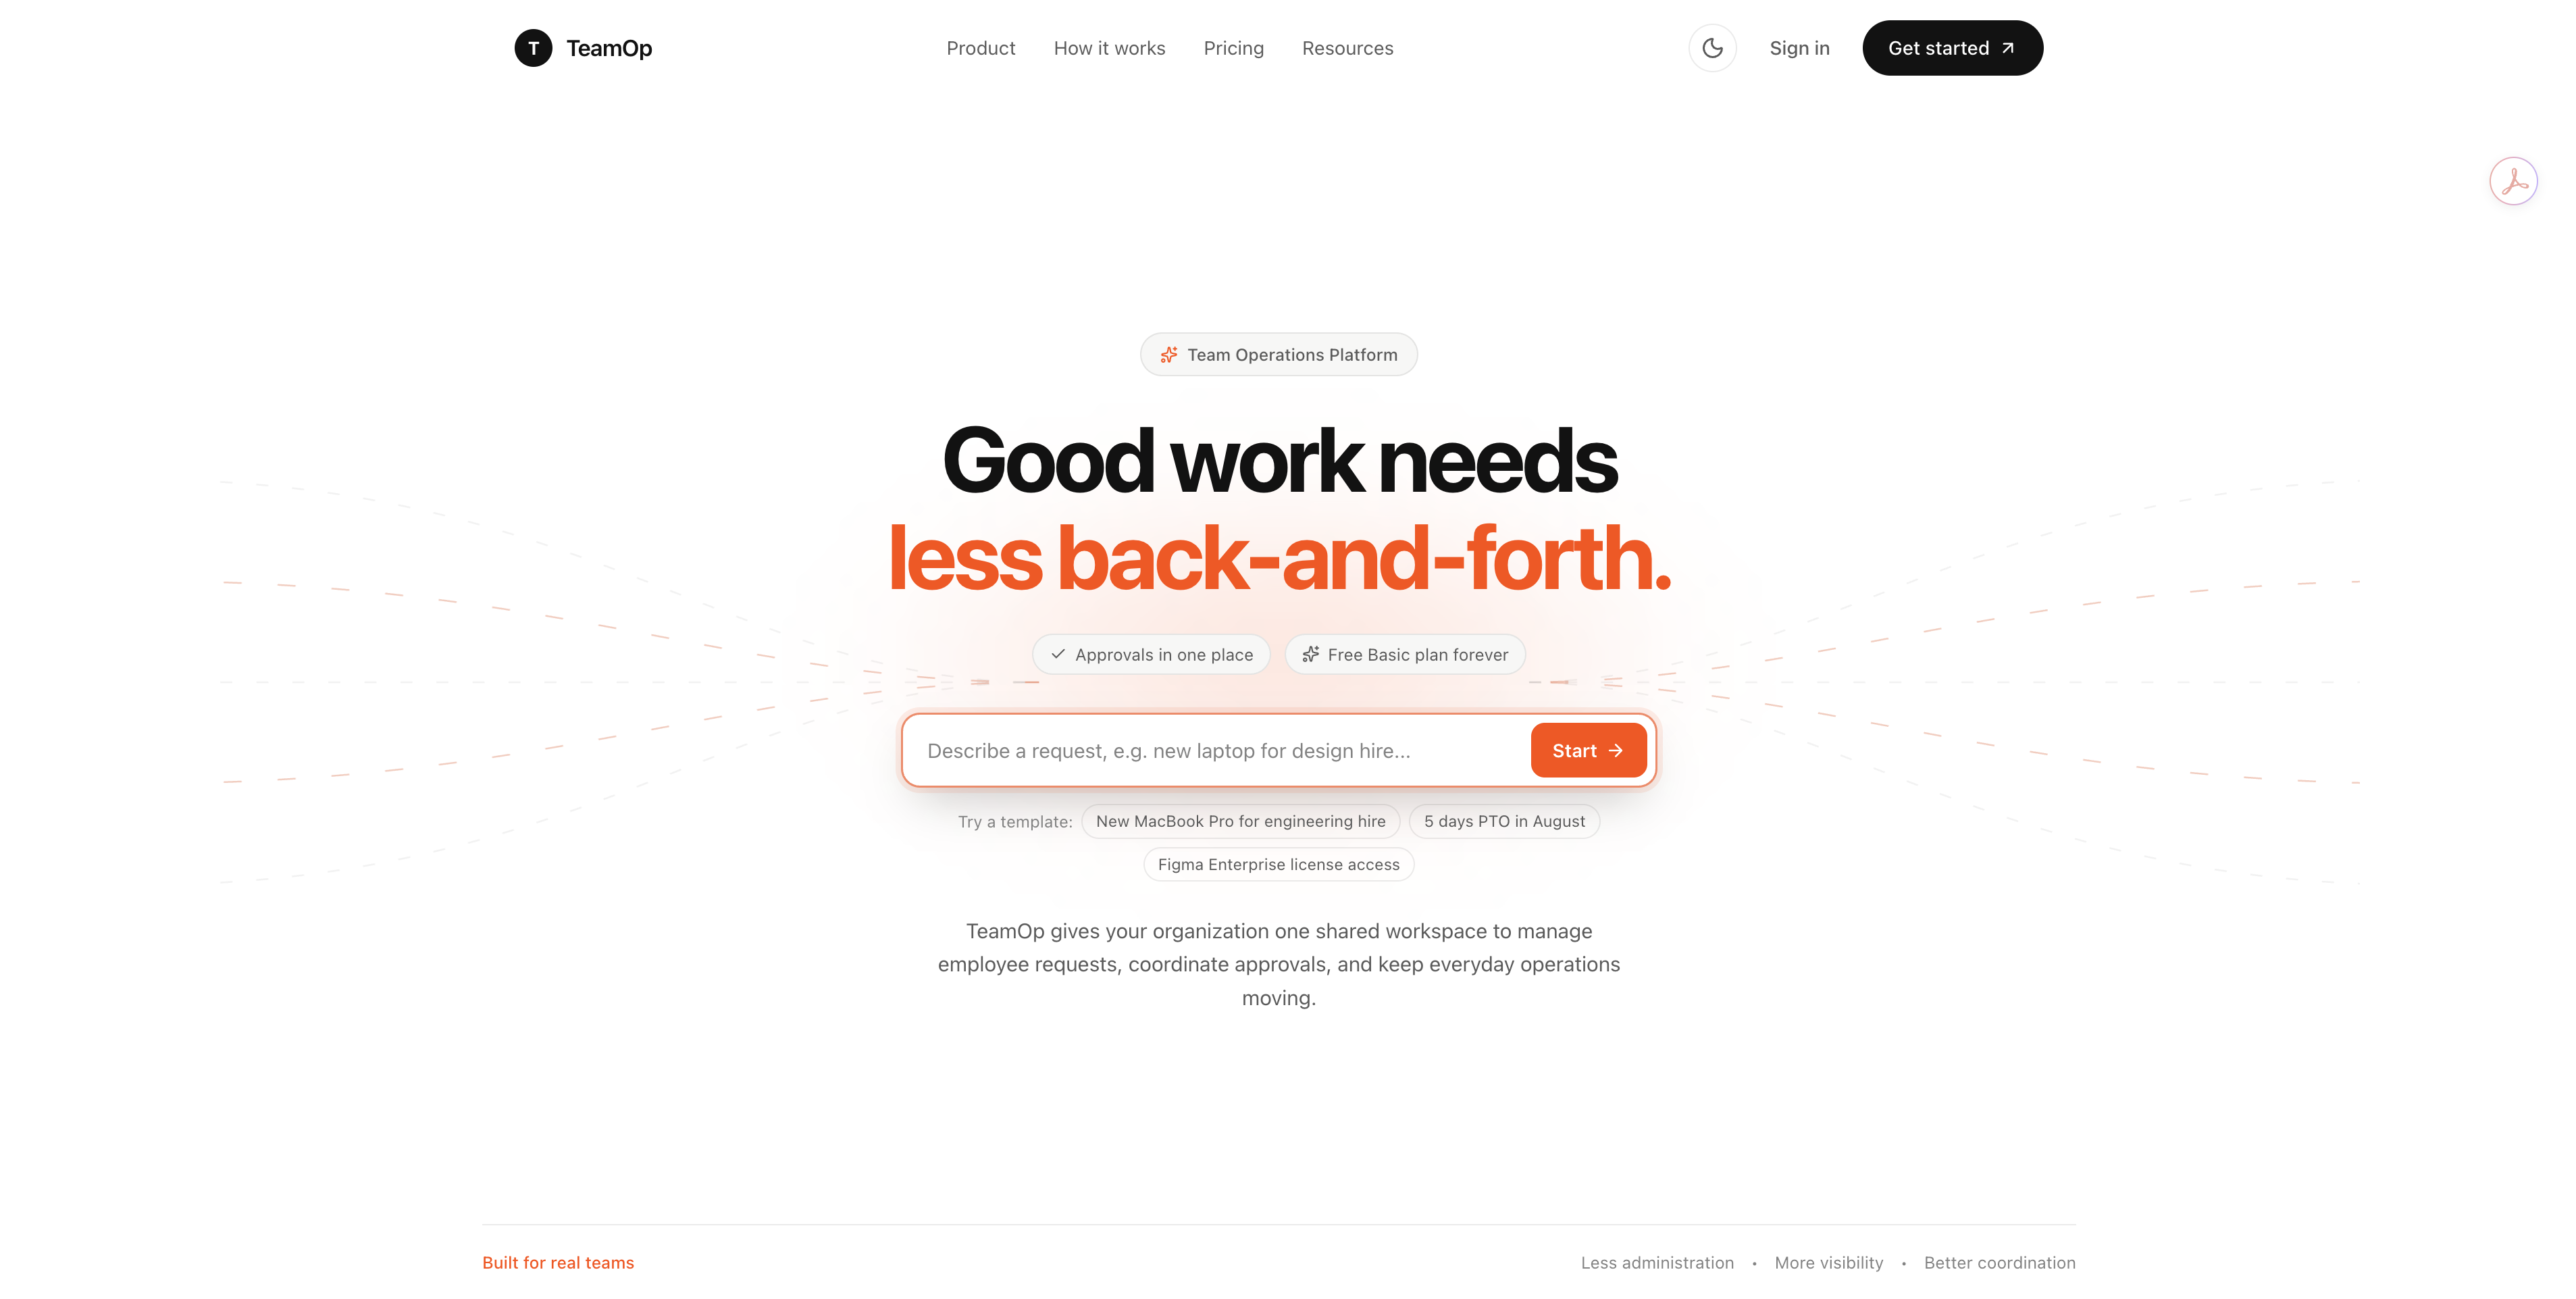 T TeamOp Product How it works Pricing Resources Sign in Get started
Team Operations Platform
Good work needs
less back-and-forth.
Approvals in one place Free Basic plan forever
Describe a request, e.g. new laptop for design hire... Start
Try a template: New MacBook Pro for engineering hire 5 days PTO in August
Figma Enterprise license access
TeamOp gives your organization one shared workspace to manage
employee requests, coordinate approvals, and keep everyday operations
moving.
Built for real teams Less administration • More visibility • Better coordination